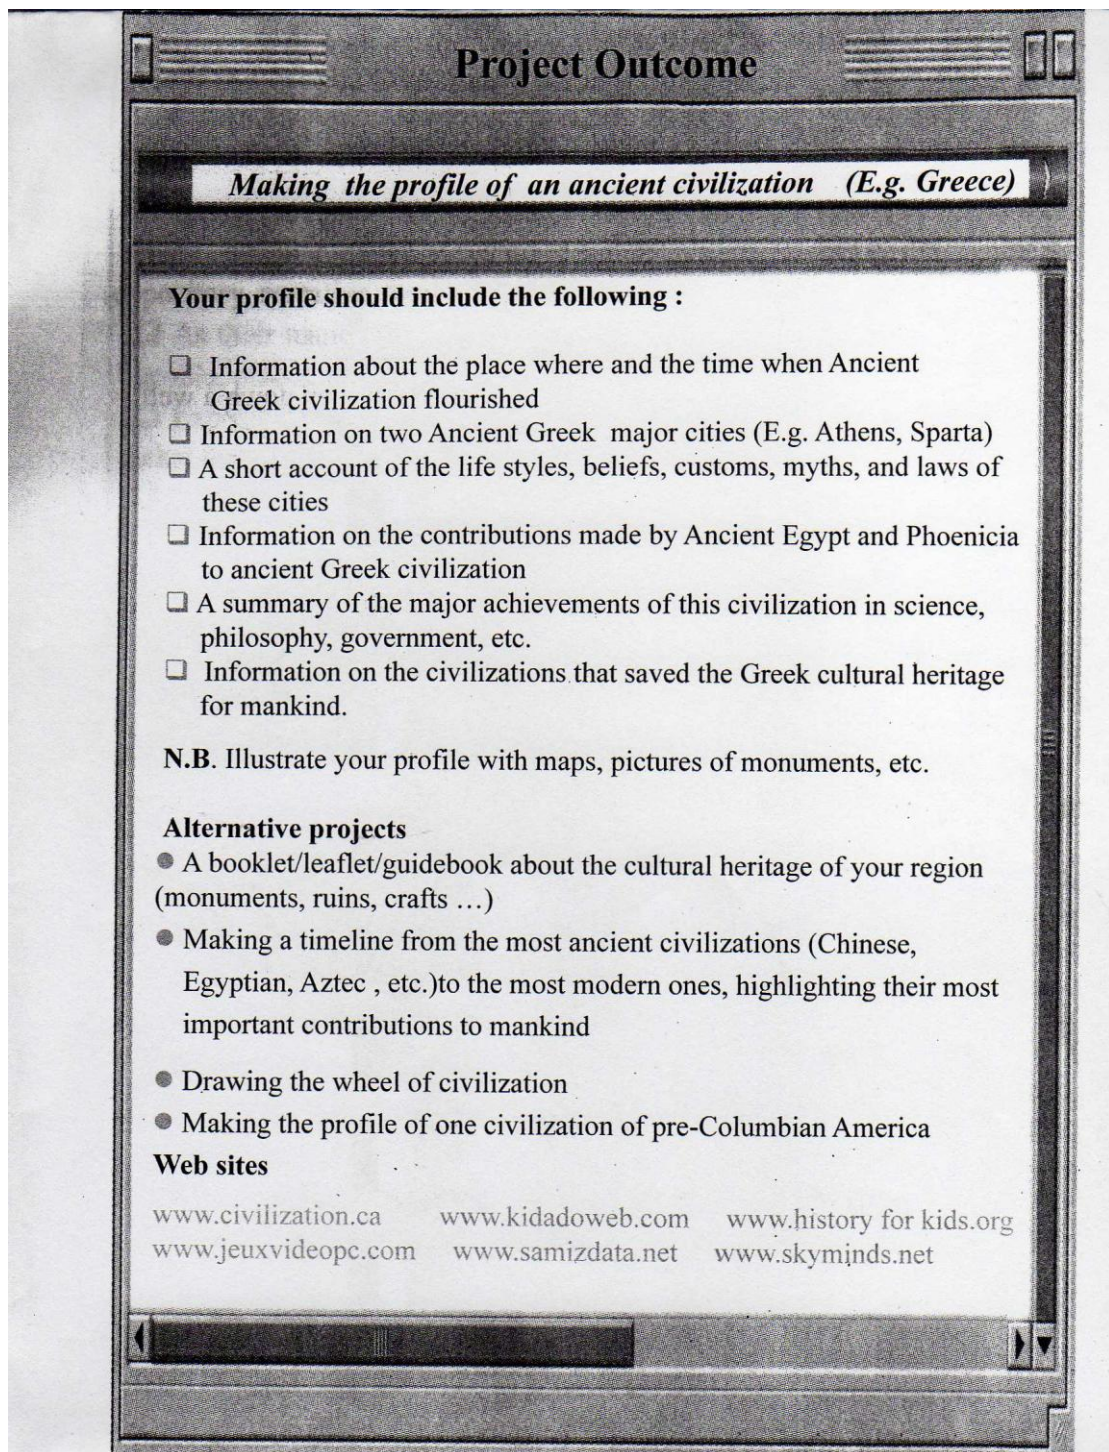 Project Outcome
Making the profile of an ancient civilization (E.g. Greece)
Your profile should include the following :
❑ Information about the place where and the time when Ancient
Greek civilization flourished
❑ Information on two Ancient Greek major cities (E.g. Athens, Sparta)
❑ A short account of the life styles, beliefs, customs, myths, and laws of
these cities
❑ Information on the contributions made by Ancient Egypt and Phoenicia
to ancient Greek civilization
❑ A summary of the major achievements of this civilization in science,
philosophy, government, etc.
❑ Information on the civilizations that saved the Greek cultural heritage
for mankind.
N.B. Illustrate your profile with maps, pictures of monuments, etc.
Alternative projects
● A booklet/leaflet/guidebook about the cultural heritage of your region
(monuments, ruins, crafts ...)
● Making a timeline from the most ancient civilizations (Chinese,
Egyptian, Aztec , etc.)to the most modern ones, highlighting their most
important contributions to mankind
● Drawing the wheel of civilization
● Making the profile of one civilization of pre-Columbian America
Web sites
www.civilization.ca www.kidadoweb.com www.history for kids.org
www.jeuxvideopc.com www.samizdata.net www.skyminds.net